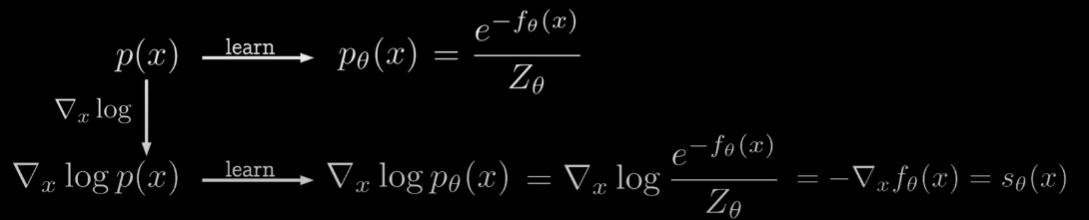 p(x) learn p_θ(x) = e^{-f_θ(x)} / Z_θ
∇_x log
∇_x log p(x) learn ∇_x log p_θ(x) = ∇_x log e^{-f_θ(x)} / Z_θ = -∇_x f_θ(x) = s_θ(x)